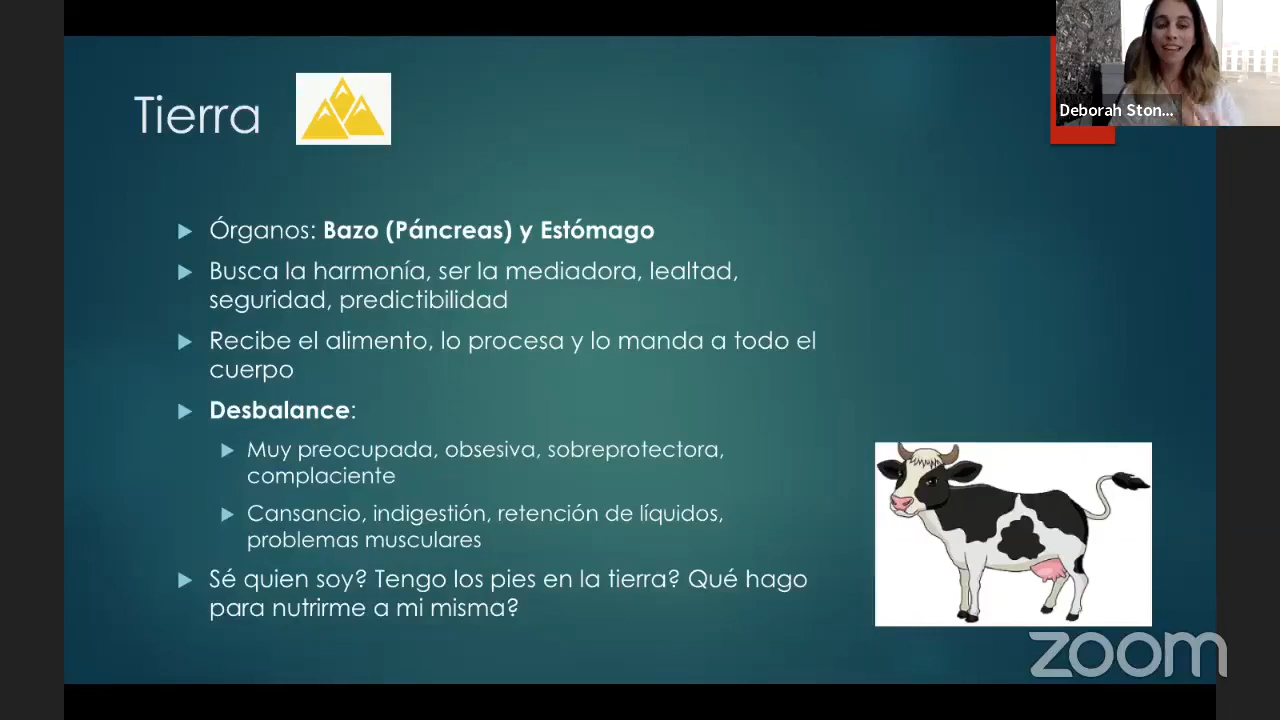 Tierra
Deborah Ston...
Órganos: Bazo (Páncreas) y Estómago
Busca la harmonía, ser la mediadora, lealtad,
seguridad, predictibilidad
Recibe el alimento, lo procesa y lo manda a todo el
cuerpo
Desbalance:
Muy preocupada, obsesiva, sobreprotectora,
complaciente
Cansancio, indigestión, retención de líquidos,
problemas musculares
Sé quien soy? Tengo los pies en la tierra? Qué hago
para nutrirme a mi misma?
zoom